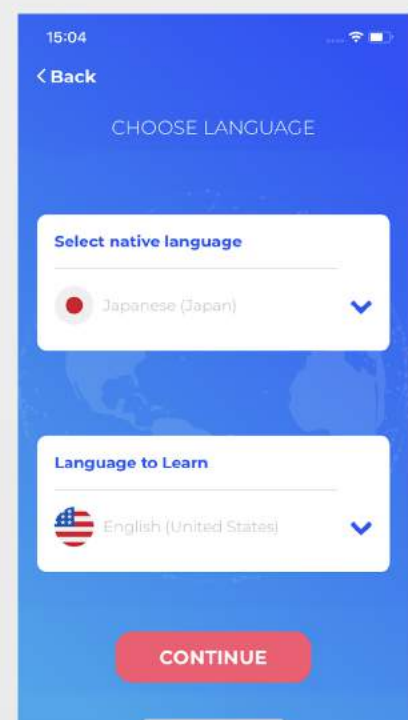 15:04
Back
CHOOSE LANGUAGE
Select native language
Japanese (Japan)
Language to Learn
English (United States)
CONTINUE